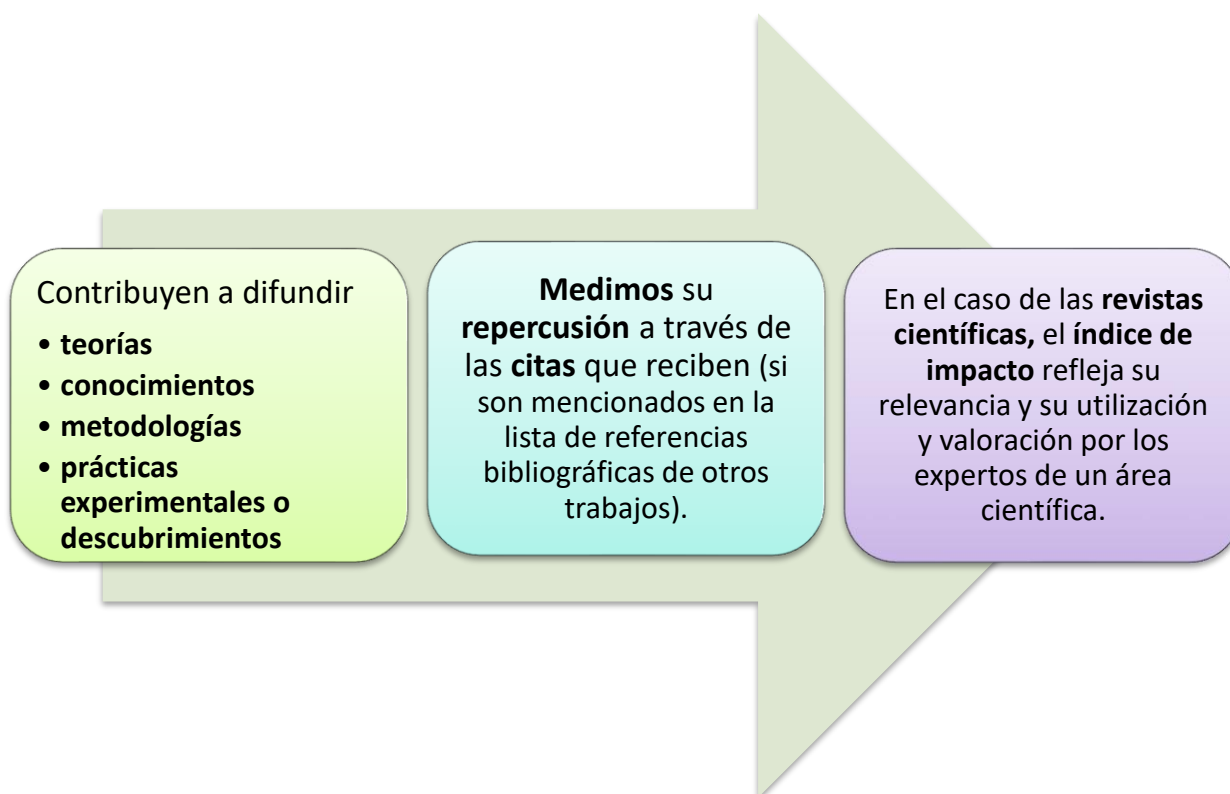 Contribuyen a difundir
• teorías
• conocimientos
• metodologías
• prácticas
experimentales o
descubrimientos
Medimos su
repercusión a través de
las citas que reciben (si
son mencionados en la
lista de referencias
bibliográficas de otros
trabajos).
En el caso de las revistas
científicas, el índice de
impacto refleja su
relevancia y su utilización
y valoración por los
expertos de un área
científica.